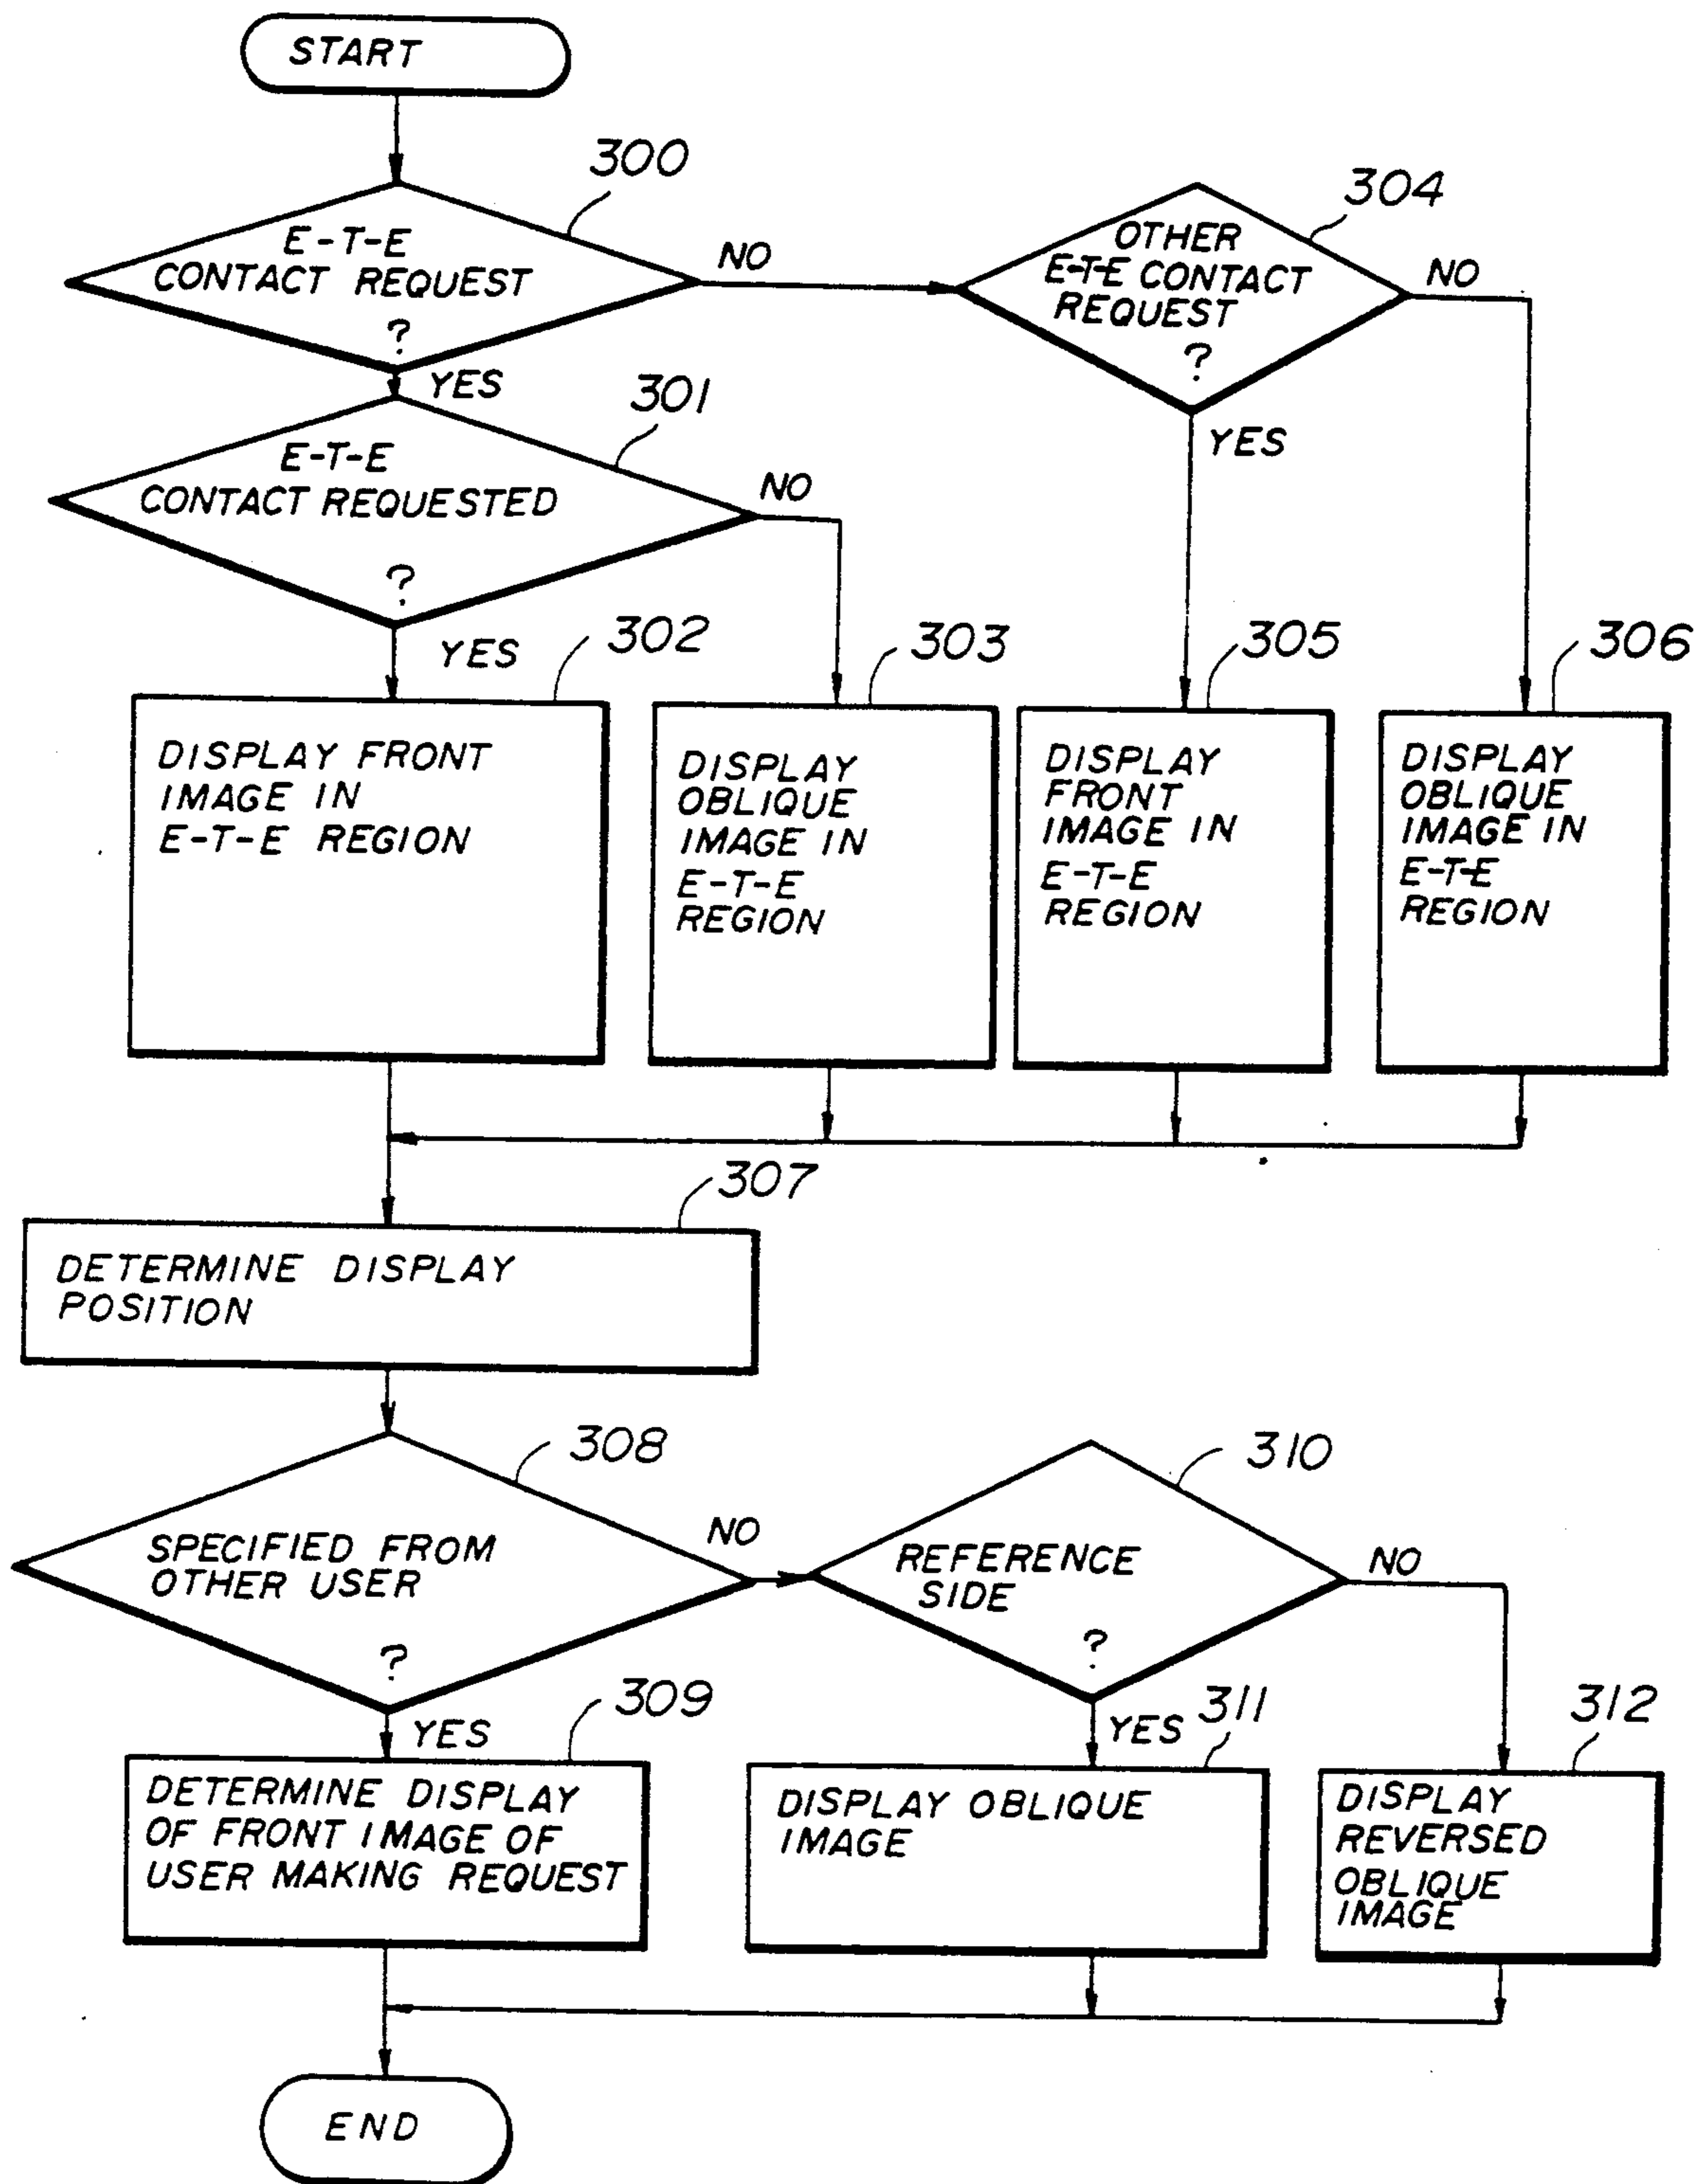 START
300
E-T-E
CONTACT REQUEST
?
NO
304
OTHER
E-T-E CONTACT
REQUEST
?
NO
YES
301
E-T-E
CONTACT REQUESTED
?
NO
YES
YES
302
303
305
306
DISPLAY FRONT
IMAGE IN
E-T-E REGION
DISPLAY
OBLIQUE
IMAGE IN
E-T-E
REGION
DISPLAY
FRONT
IMAGE IN
E-T-E
REGION
DISPLAY
OBLIQUE
IMAGE IN
E-T-E
REGION
307
DETERMINE DISPLAY
POSITION
308
SPECIFIED FROM
OTHER USER
?
NO
310
REFERENCE
SIDE
?
NO
YES
309
YES
311
312
DETERMINE DISPLAY
OF FRONT IMAGE OF
USER MAKING REQUEST
DISPLAY OBLIQUE
IMAGE
DISPLAY
REVERSED
OBLIQUE
IMAGE
END